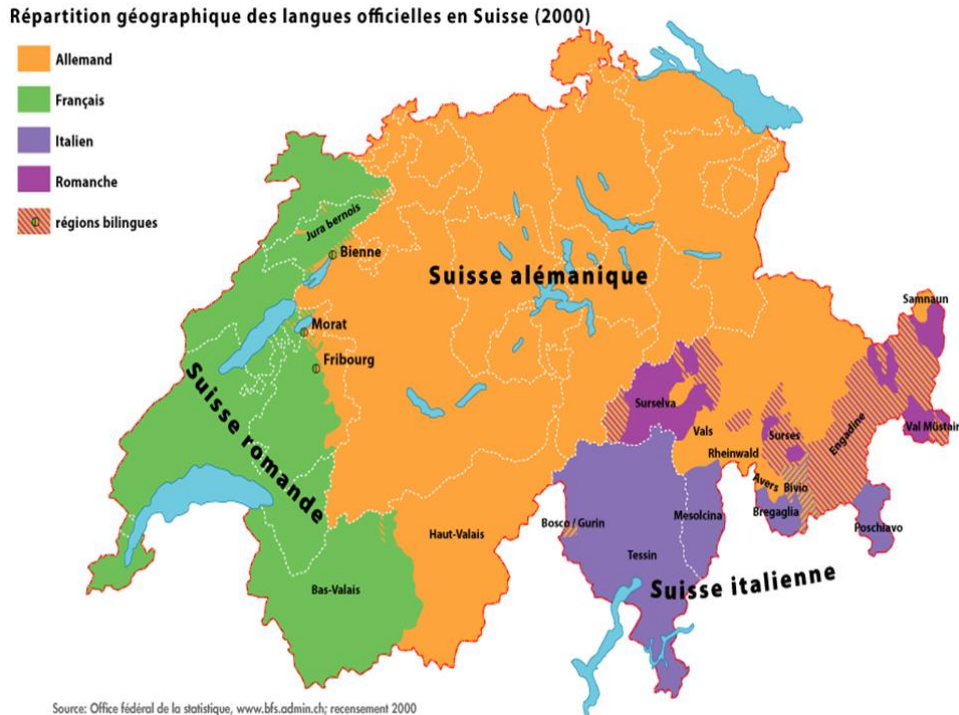 Répartition géographique des langues officielles en Suisse (2000)
Allemand
Français
Italien
Romanche
régions bilingues
Jura bernois
Bienne
Suisse alémanique
Samnaun
Morat
Fribourg
Suisse romande
Surselva
Vals
Surses
Engadine
Val Müstair
Rheinwald
Avers
Bivio
Bregaglia
Poschiavo
Haut-Valais
Bosco / Gurin
Mesolcina
Tessin
Bas-Valais
Suisse italienne
Source: Office fédéral de la statistique, www.bfs.admin.ch; recensement 2000